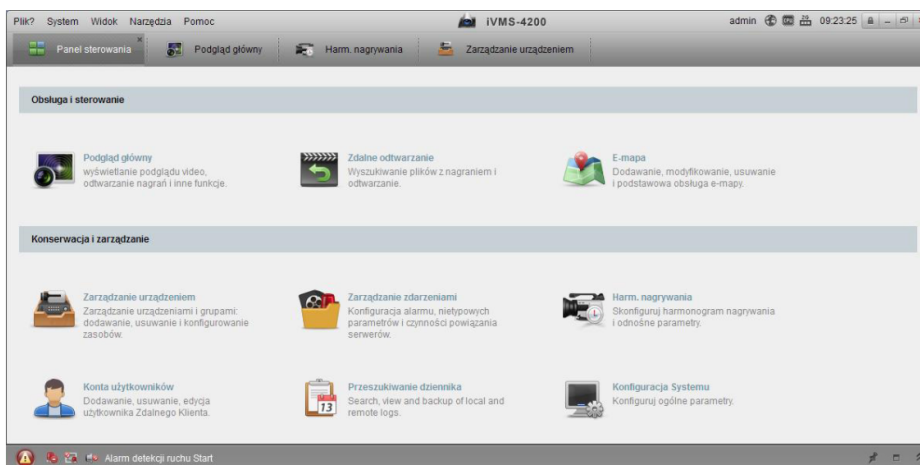 Plik? System Widok Narzędzia Pomoc iVMS-4200 admin 09:23:25
Panel sterowania Podgląd główny Harm. nagrywania Zarządzanie urządzeniem
Obsługa i sterowanie
Podgląd główny
wyświetlanie podglądu video,
odtwarzanie nagrań i inne funkcje.
Zdalne odtwarzanie
Wyszukiwanie plików z nagraniem i
odtwarzanie.
E-mapa
Dodawanie, modyfikowanie, usuwanie
i podstawowa obsługa e-mapy.
Konserwacja i zarządzanie
Zarządzanie urządzeniem
Zarządzanie urządzeniami i grupami:
dodawanie, usuwanie i konfigurowanie
zasobów.
Zarządzanie zdarzeniami
Konfiguracja alarmu, nietypowych
parametrów i czynności powiązania
serwerów.
Harm. nagrywania
Skonfiguruj harmonogram nagrywania
i odnośne parametry.
Konta użytkowników
Dodawanie, usuwanie, edycja
użytkownika Zdalnego Klienta.
13
Przeszukiwanie dziennika
Search, view and backup of local and
remote logs.
Konfiguracja Systemu
Konfiguruj ogólne parametry.
Alarm detekcji ruchu Start